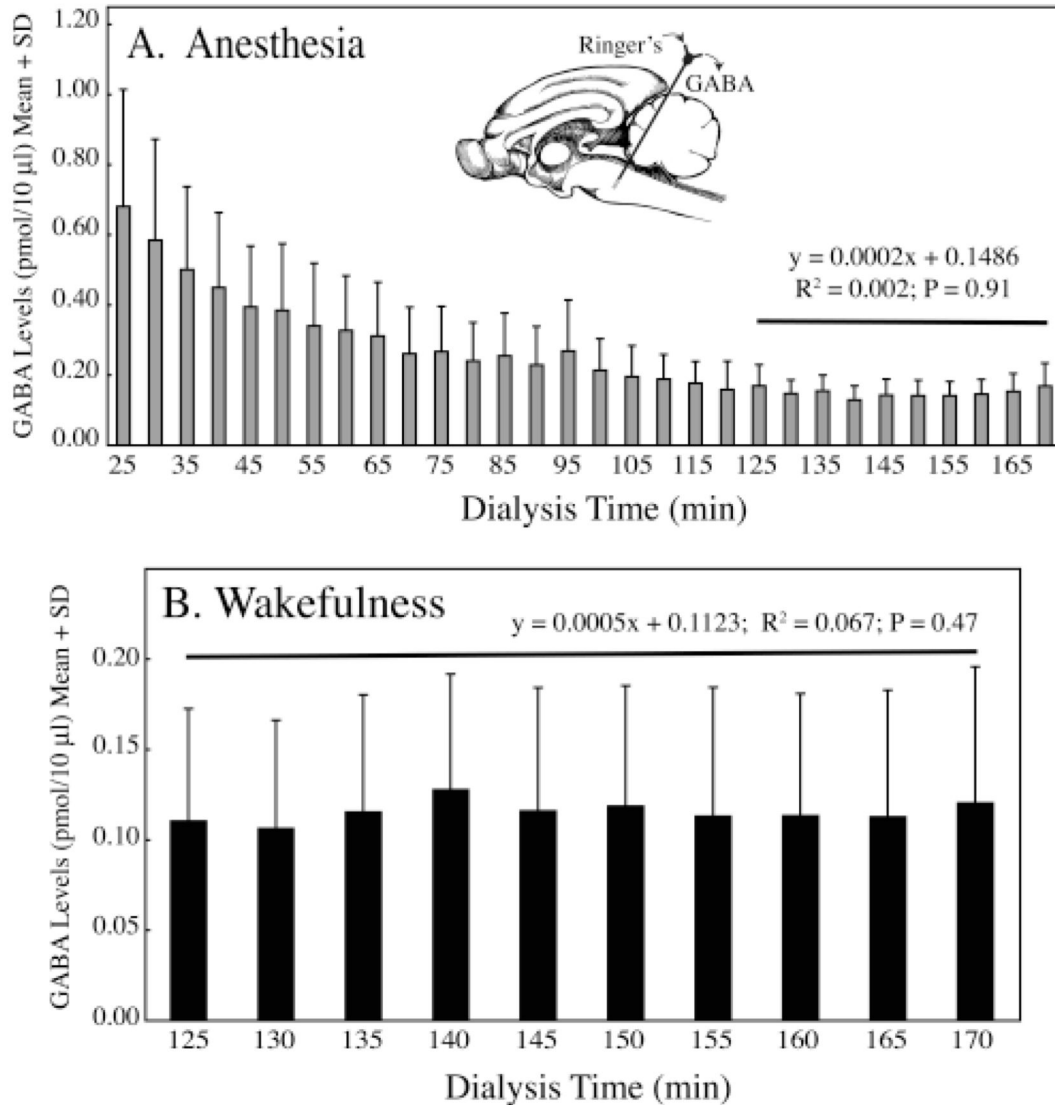 A. Anesthesia
Ringer's
GABA
y = 0.0002x + 0.1486
R² = 0.002; P = 0.91
GABA Levels (pmol/10 µl) Mean + SD
1.20
1.00
0.80
0.60
0.40
0.20
0.00
25 35 45 55 65 75 85 95 105 115 125 135 145 155 165
Dialysis Time (min)
B. Wakefulness
y = 0.0005x + 0.1123; R² = 0.067; P = 0.47
GABA Levels (pmol/10 µl) Mean + SD
0.20
0.15
0.10
0.05
0.00
125 130 135 140 145 150 155 160 165 170
Dialysis Time (min)